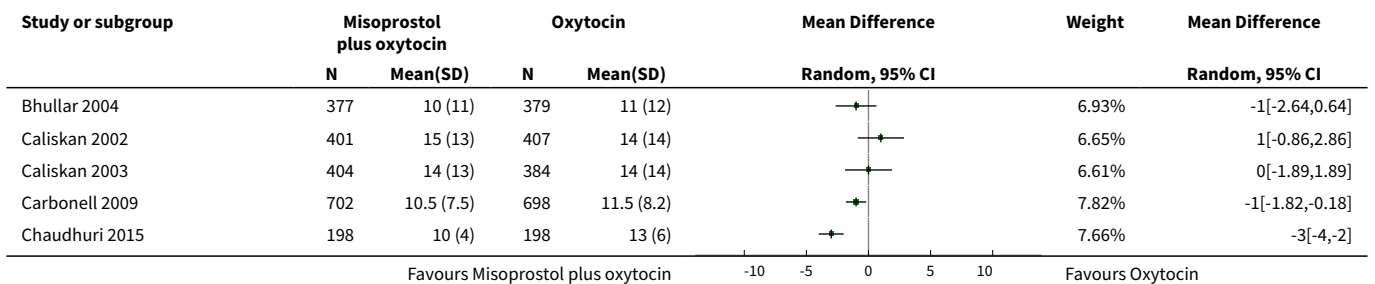 Study or subgroup Misoprostol plus oxytocin Oxytocin Mean Difference Weight Mean Difference
N Mean(SD) N Mean(SD) Random, 95% CI Random, 95% CI
Bhullar 2004 377 10 (11) 379 11 (12) 6.93% -1[-2.64,0.64]
Caliskan 2002 401 15 (13) 407 14 (14) 6.65% 1[-0.86,2.86]
Caliskan 2003 404 14 (13) 384 14 (14) 6.61% 0[-1.89,1.89]
Carbonell 2009 702 10.5 (7.5) 698 11.5 (8.2) 7.82% -1[-1.82,-0.18]
Chaudhuri 2015 198 10 (4) 198 13 (6) 7.66% -3[-4,-2]
Favours Misoprostol plus oxytocin -10 -5 0 5 10 Favours Oxytocin